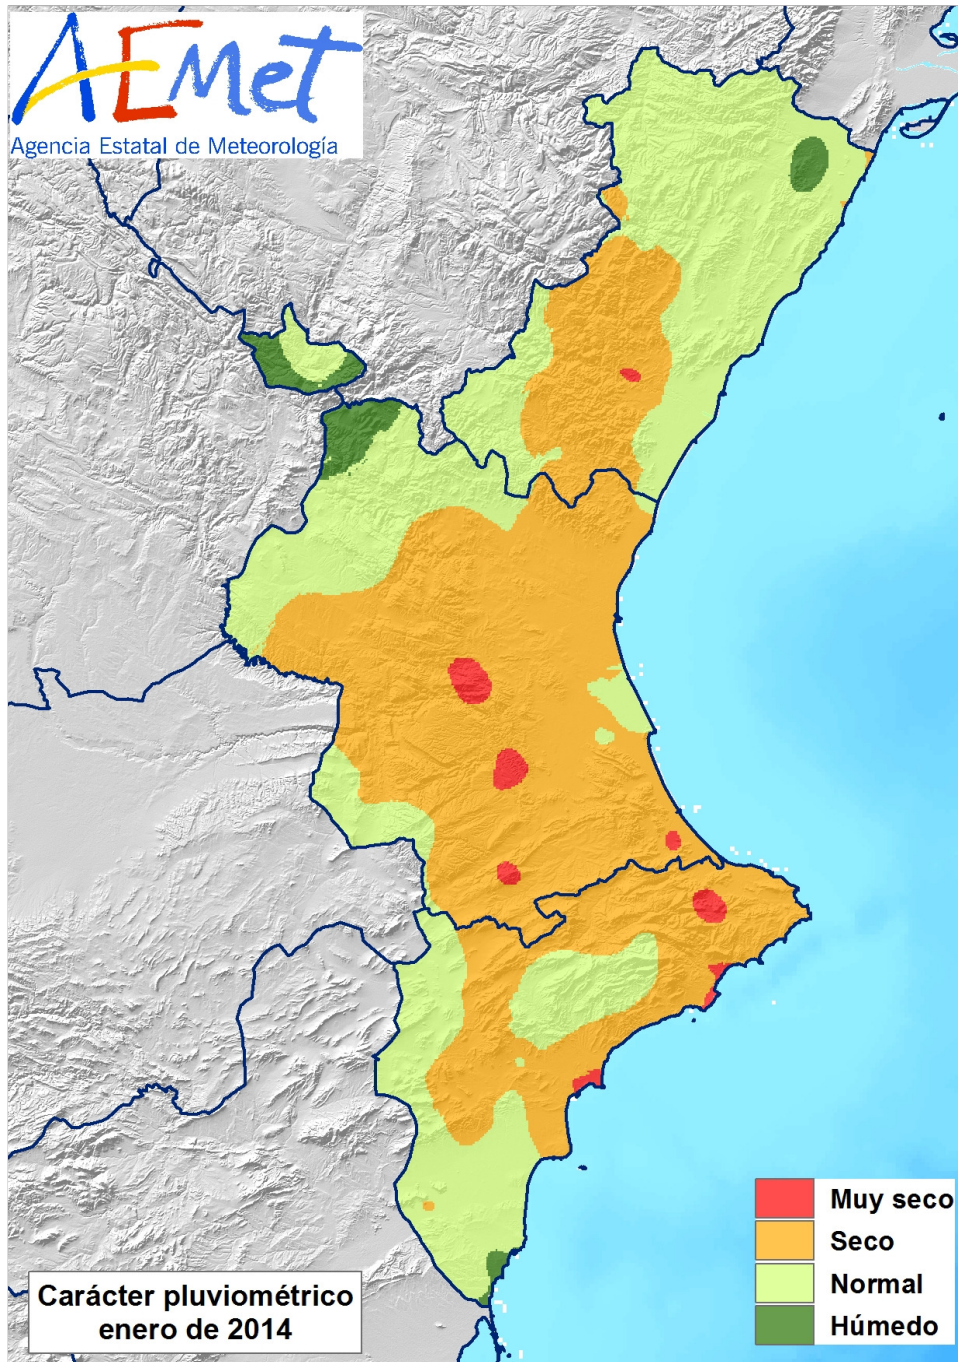 AEMet
Agencia Estatal de Meteorología
Muy seco
Seco
Normal
Húmedo
Carácter pluviométrico
enero de 2014